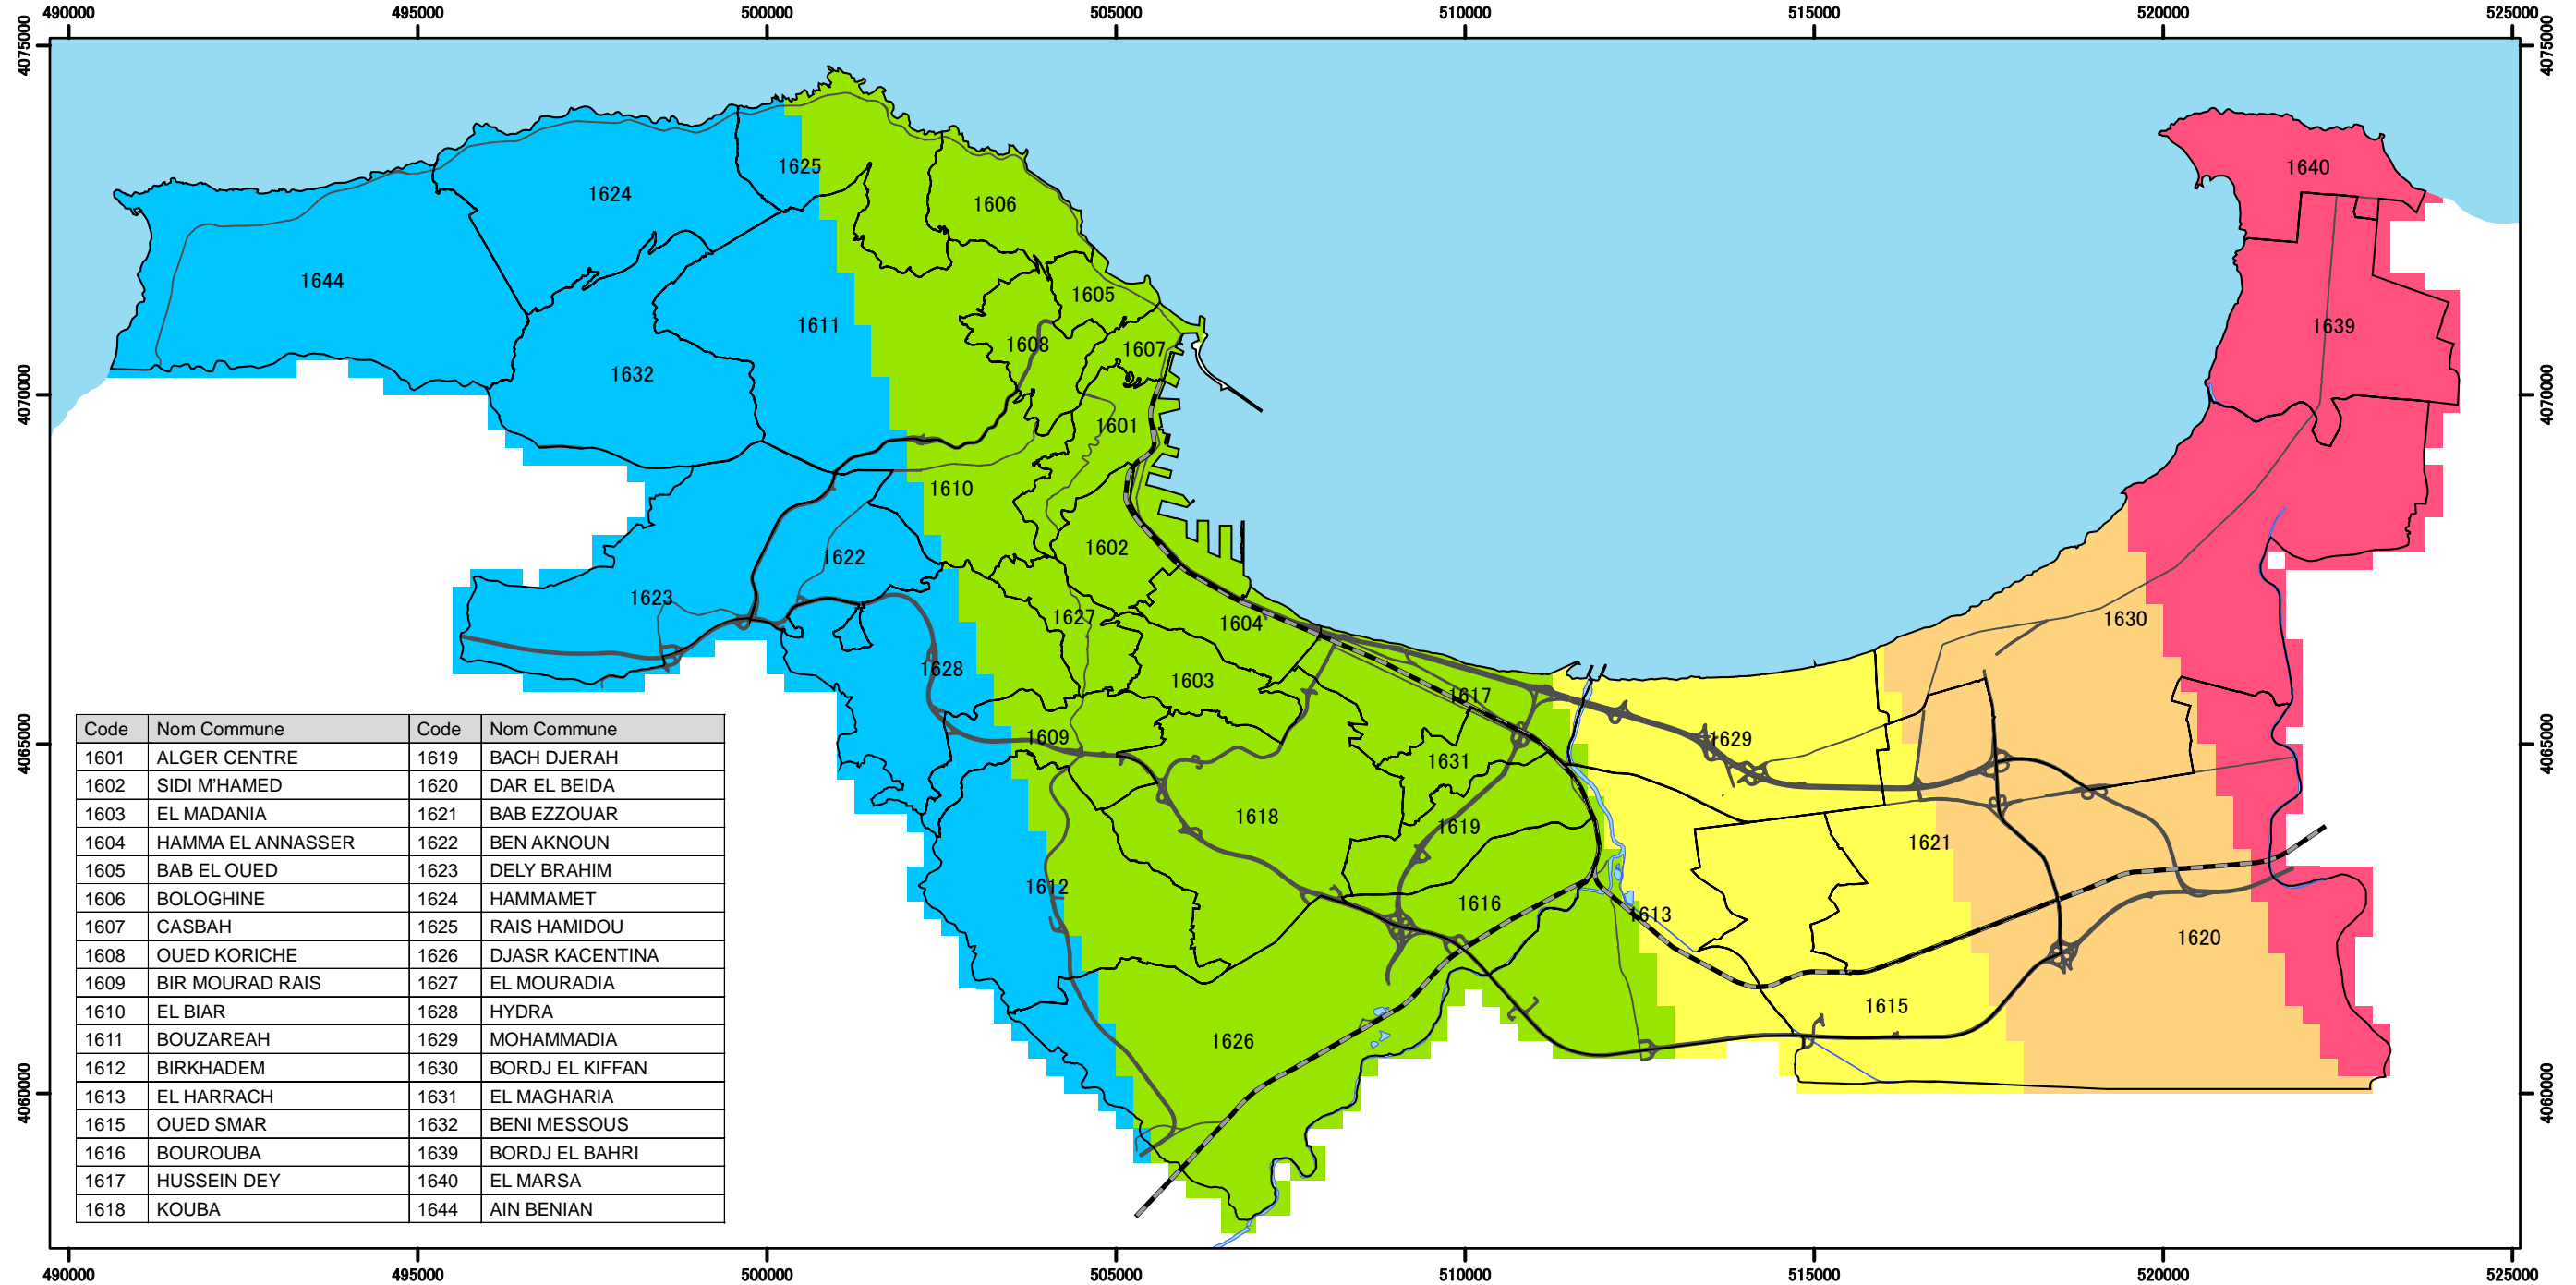 490000 495000 500000 505000 510000 515000 520000 525000
4075000 4075000
1640
1625
1624
1606
1644
1605
1611
1639
1608 1607
1632
4070000 4070000
1601
1610
1602
1622
1623
1627 1604 1630
1628
1603
1617
1609 1629
1631
4065000 4065000
1618 1619
1621
1612
1616
1613
1620
1615
1626
4060000 4060000
Code Nom Commune Code Nom Commune
1601 ALGER CENTRE 1619 BACH DJERAH
1602 SIDI M'HAMED 1620 DAR EL BEIDA
1603 EL MADANIA 1621 BAB EZZOUAR
1604 HAMMA EL ANNASSER 1622 BEN AKNOUN
1605 BAB EL OUED 1623 DELY BRAHIM
1606 BOLOGHINE 1624 HAMMAMET
1607 CASBAH 1625 RAIS HAMIDOU
1608 OUED KORICHE 1626 DJASR KACENTINA
1609 BIR MOURAD RAIS 1627 EL MOURADIA
1610 EL BIAR 1628 HYDRA
1611 BOUZAREAH 1629 MOHAMMADIA
1612 BIRKHADEM 1630 BORDJ EL KIFFAN
1613 EL HARRACH 1631 EL MAGHARIA
1615 OUED SMAR 1632 BENI MESSOUS
1616 BOUROUBA 1639 BORDJ EL BAHRI
1617 HUSSEIN DEY 1640 EL MARSA
1618 KOUBA 1644 AIN BENIAN
490000 495000 500000 505000 510000 515000 520000 525000